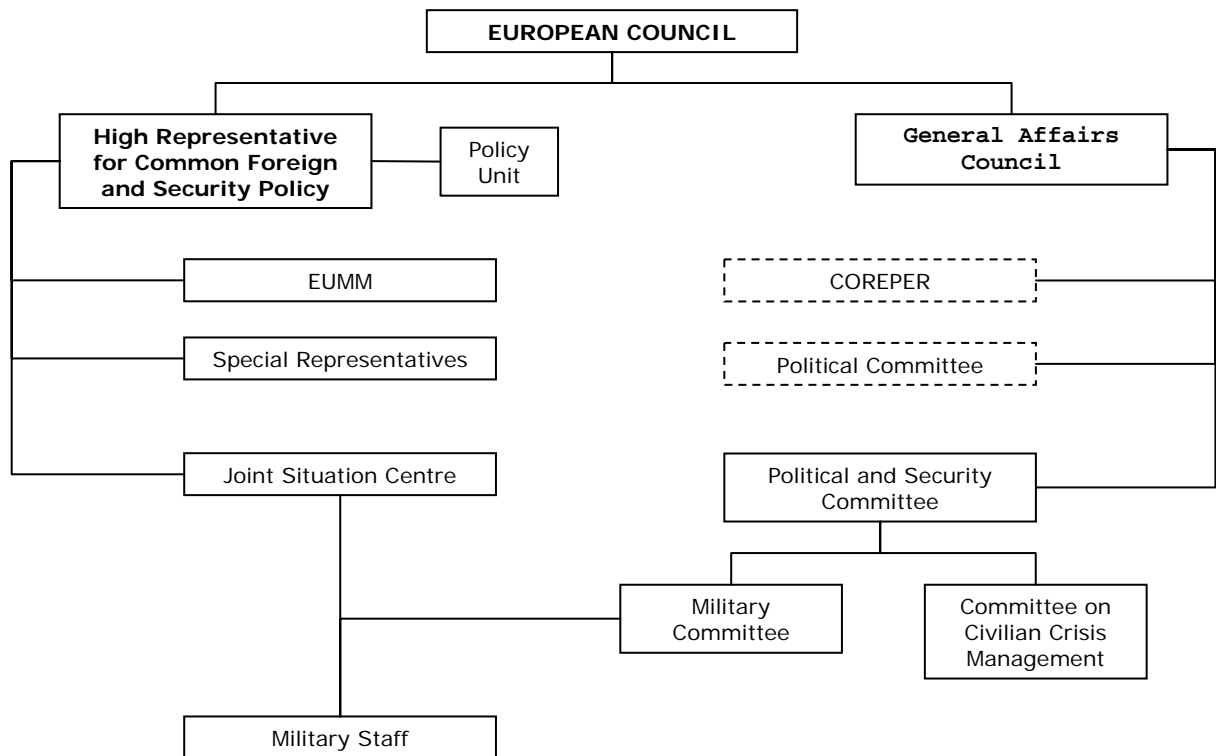 EUROPEAN COUNCIL
High Representative
for Common Foreign
and Security Policy
Policy
Unit
General Affairs
Council
EUMM
COREPER
Special Representatives
Political Committee
Joint Situation Centre
Political and Security
Committee
Military
Committee
Committee on
Civilian Crisis
Management
Military Staff